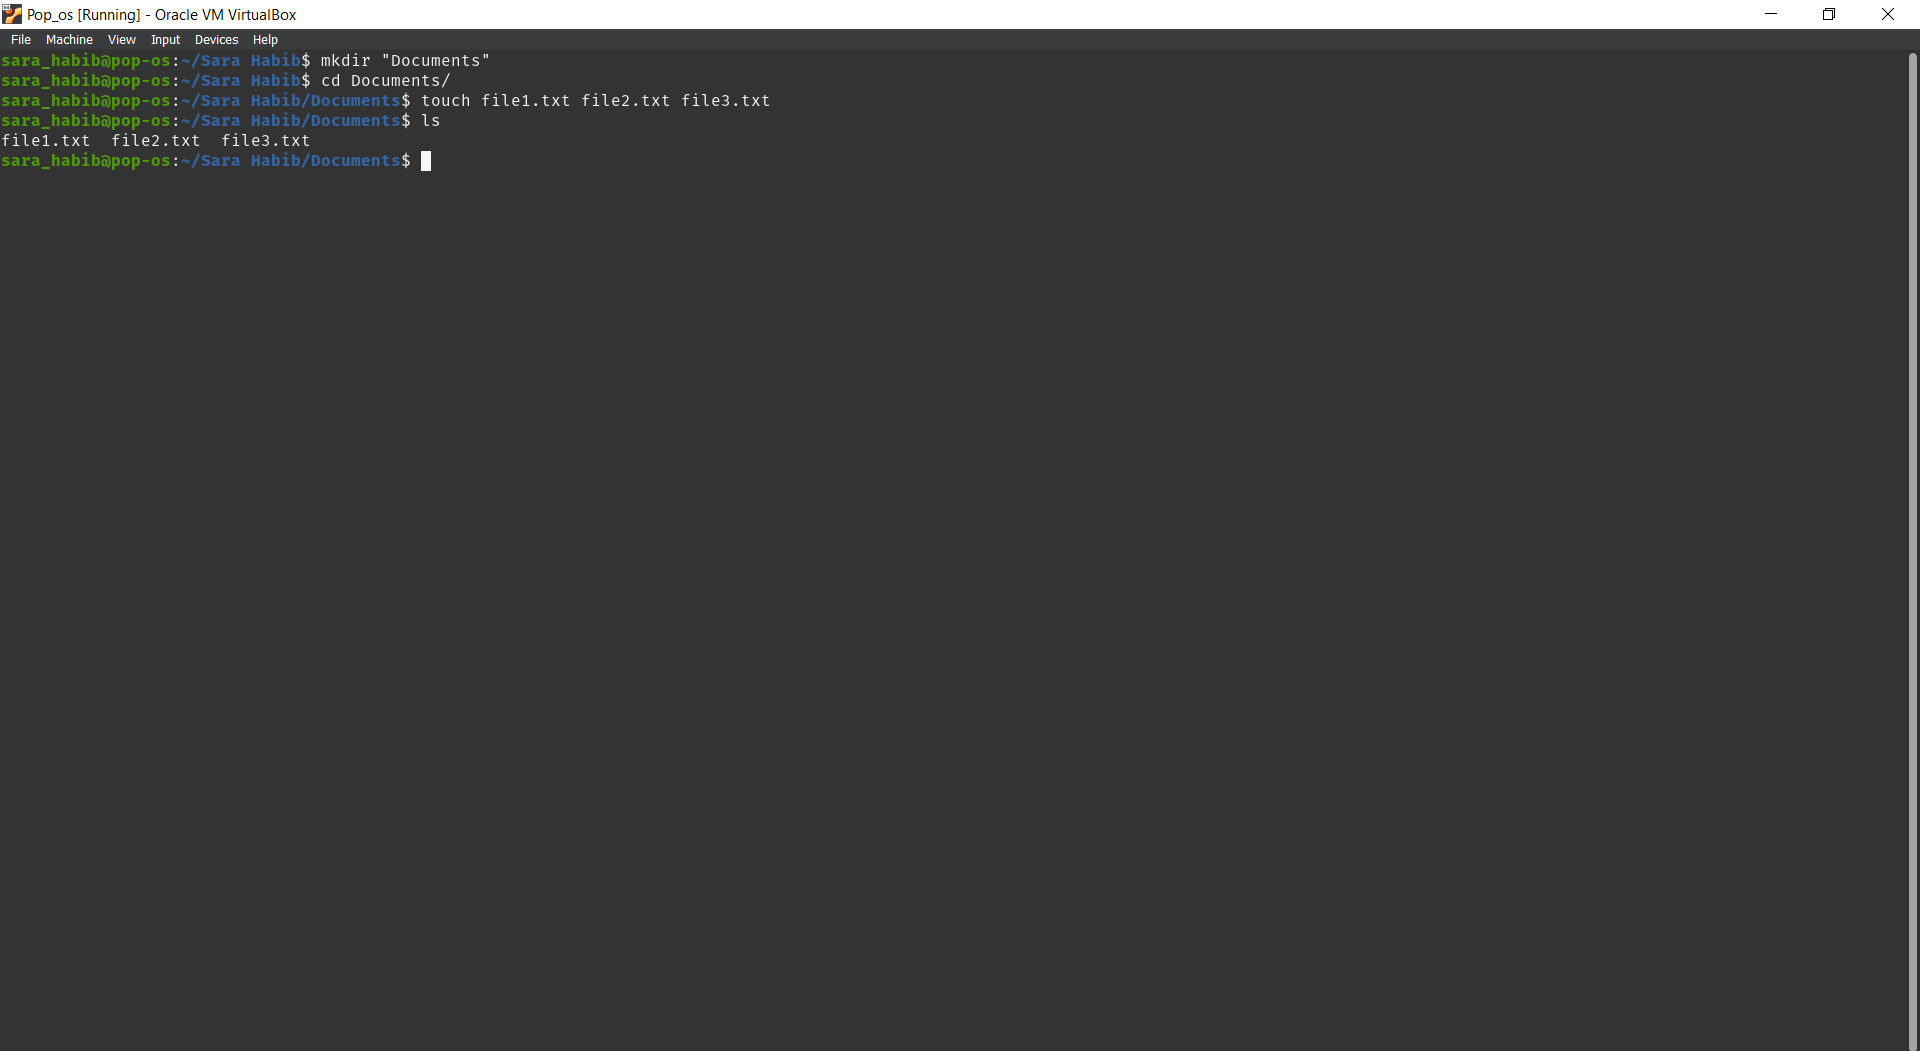 Pop_os [Running] - Oracle VM VirtualBox
File Machine View Input Devices Help
sara_habib@pop-os:~/Sara Habib$ mkdir "Documents"
sara_habib@pop-os:~/Sara Habib$ cd Documents/
sara_habib@pop-os:~/Sara Habib/Documents$ touch file1.txt file2.txt file3.txt
sara_habib@pop-os:~/Sara Habib/Documents$ ls
file1.txt  file2.txt  file3.txt
sara_habib@pop-os:~/Sara Habib/Documents$